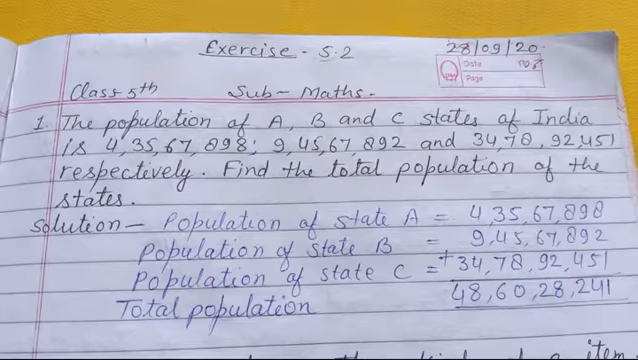 Exercise - 5.2
28/09/20.
Date
Page
Class 5th Sub- Maths.
1. The population of A, B and C states of India
is 4,35,67,898; 9,45,67,892 and 34,78,92,451
respectively. Find the total population of the
states.
Solution- Population of state A = 4,35,67,898
Population of state B = 9,45,67,892
Population of state C = +34,78,92,451
Total population 48,60,28,241
item